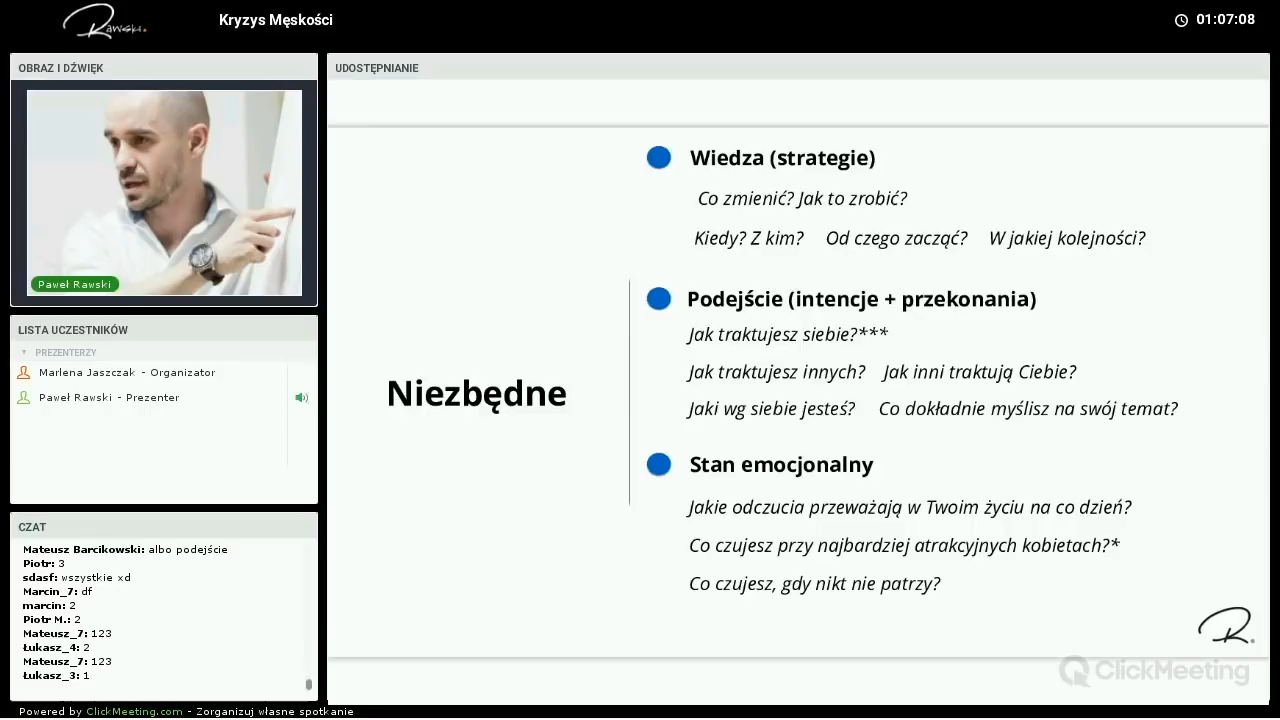 Rawski.
Kryzys Męskości
01:07:08
OBRAZ I DŹWIĘK
Paweł Rawski
LISTA UCZESTNIKÓW
PREZENTERZY
Marlena Jaszczak - Organizator
Paweł Rawski - Prezenter
CZAT
Mateusz Barcikowski: albo podejście
Piotr: 3
sdasf: wszystkie xd
Marcin_7: df
marcin: 2
Piotr M.: 2
Mateusz_7: 123
Łukasz_4: 2
Mateusz_7: 123
Łukasz_3: 1
UDOSTĘPNIANIE
Niezbędne
Wiedza (strategie)
Co zmienić? Jak to zrobić?
Kiedy? Z kim? Od czego zacząć? W jakiej kolejności?
Podejście (intencje + przekonania)
Jak traktujesz siebie?***
Jak traktujesz innych? Jak inni traktują Ciebie?
Jaki wg siebie jesteś? Co dokładnie myślisz na swój temat?
Stan emocjonalny
Jakie odczucia przeważają w Twoim życiu na co dzień?
Co czujesz przy najbardziej atrakcyjnych kobietach?*
Co czujesz, gdy nikt nie patrzy?
R.
ClickMeeting
Powered by ClickMeeting.com - Zorganizuj własne spotkanie